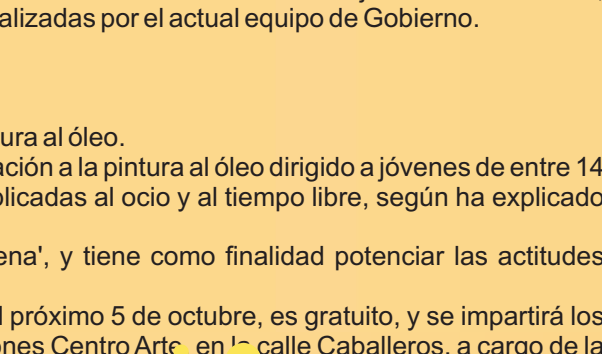 alizadas por el actual equipo de Gobierno.
ura al óleo.
ación a la pintura al óleo dirigido a jóvenes de entre 14
plicadas al ocio y al tiempo libre, según ha explicado
ena', y tiene como finalidad potenciar las actitudes
l próximo 5 de octubre, es gratuito, y se impartirá los
ones Centro Arte, en la calle Caballeros, a cargo de la